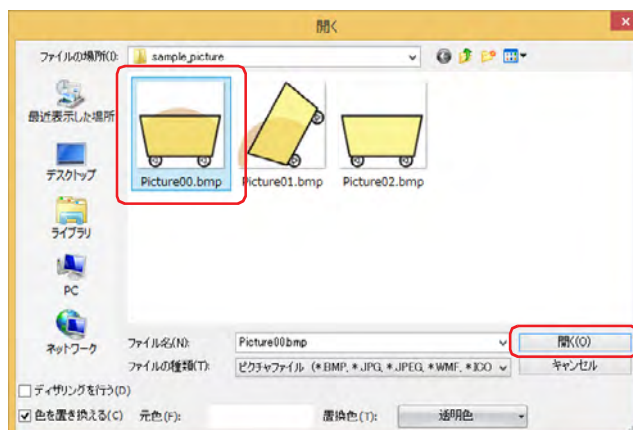 開く
ファイルの場所(I):
sample_picture
最近表示した場所
デスクトップ
ライブラリ
PC
ネットワーク
Picture00.bmp
Picture01.bmp
Picture02.bmp
ファイル名(N):
Picture00.bmp
開く(O)
ファイルの種類(T):
ピクチャファイル (*.BMP, *.JPG, *.JPEG, *.WMF, *.ICO
キャンセル
ディザリングを行う(D)
色を置き換える(C)
元色(F):
置換色(T):
透明色